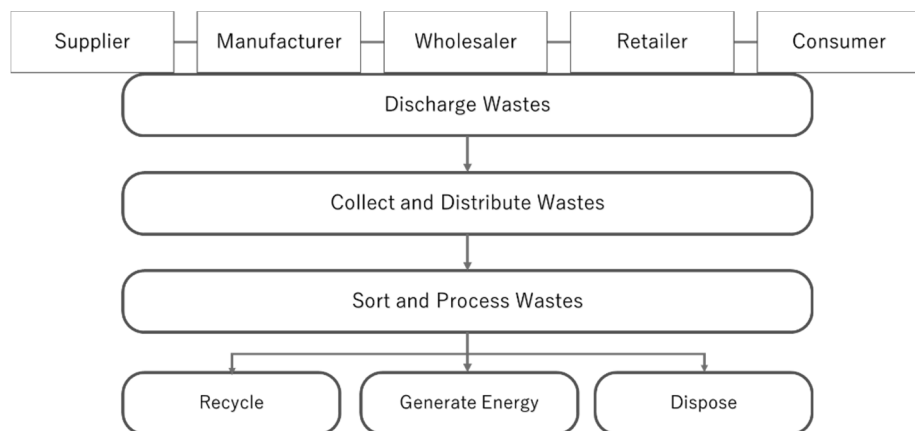 Supplier
Manufacturer
Wholesaler
Retailer
Consumer
Discharge Wastes
Collect and Distribute Wastes
Sort and Process Wastes
Recycle
Generate Energy
Dispose